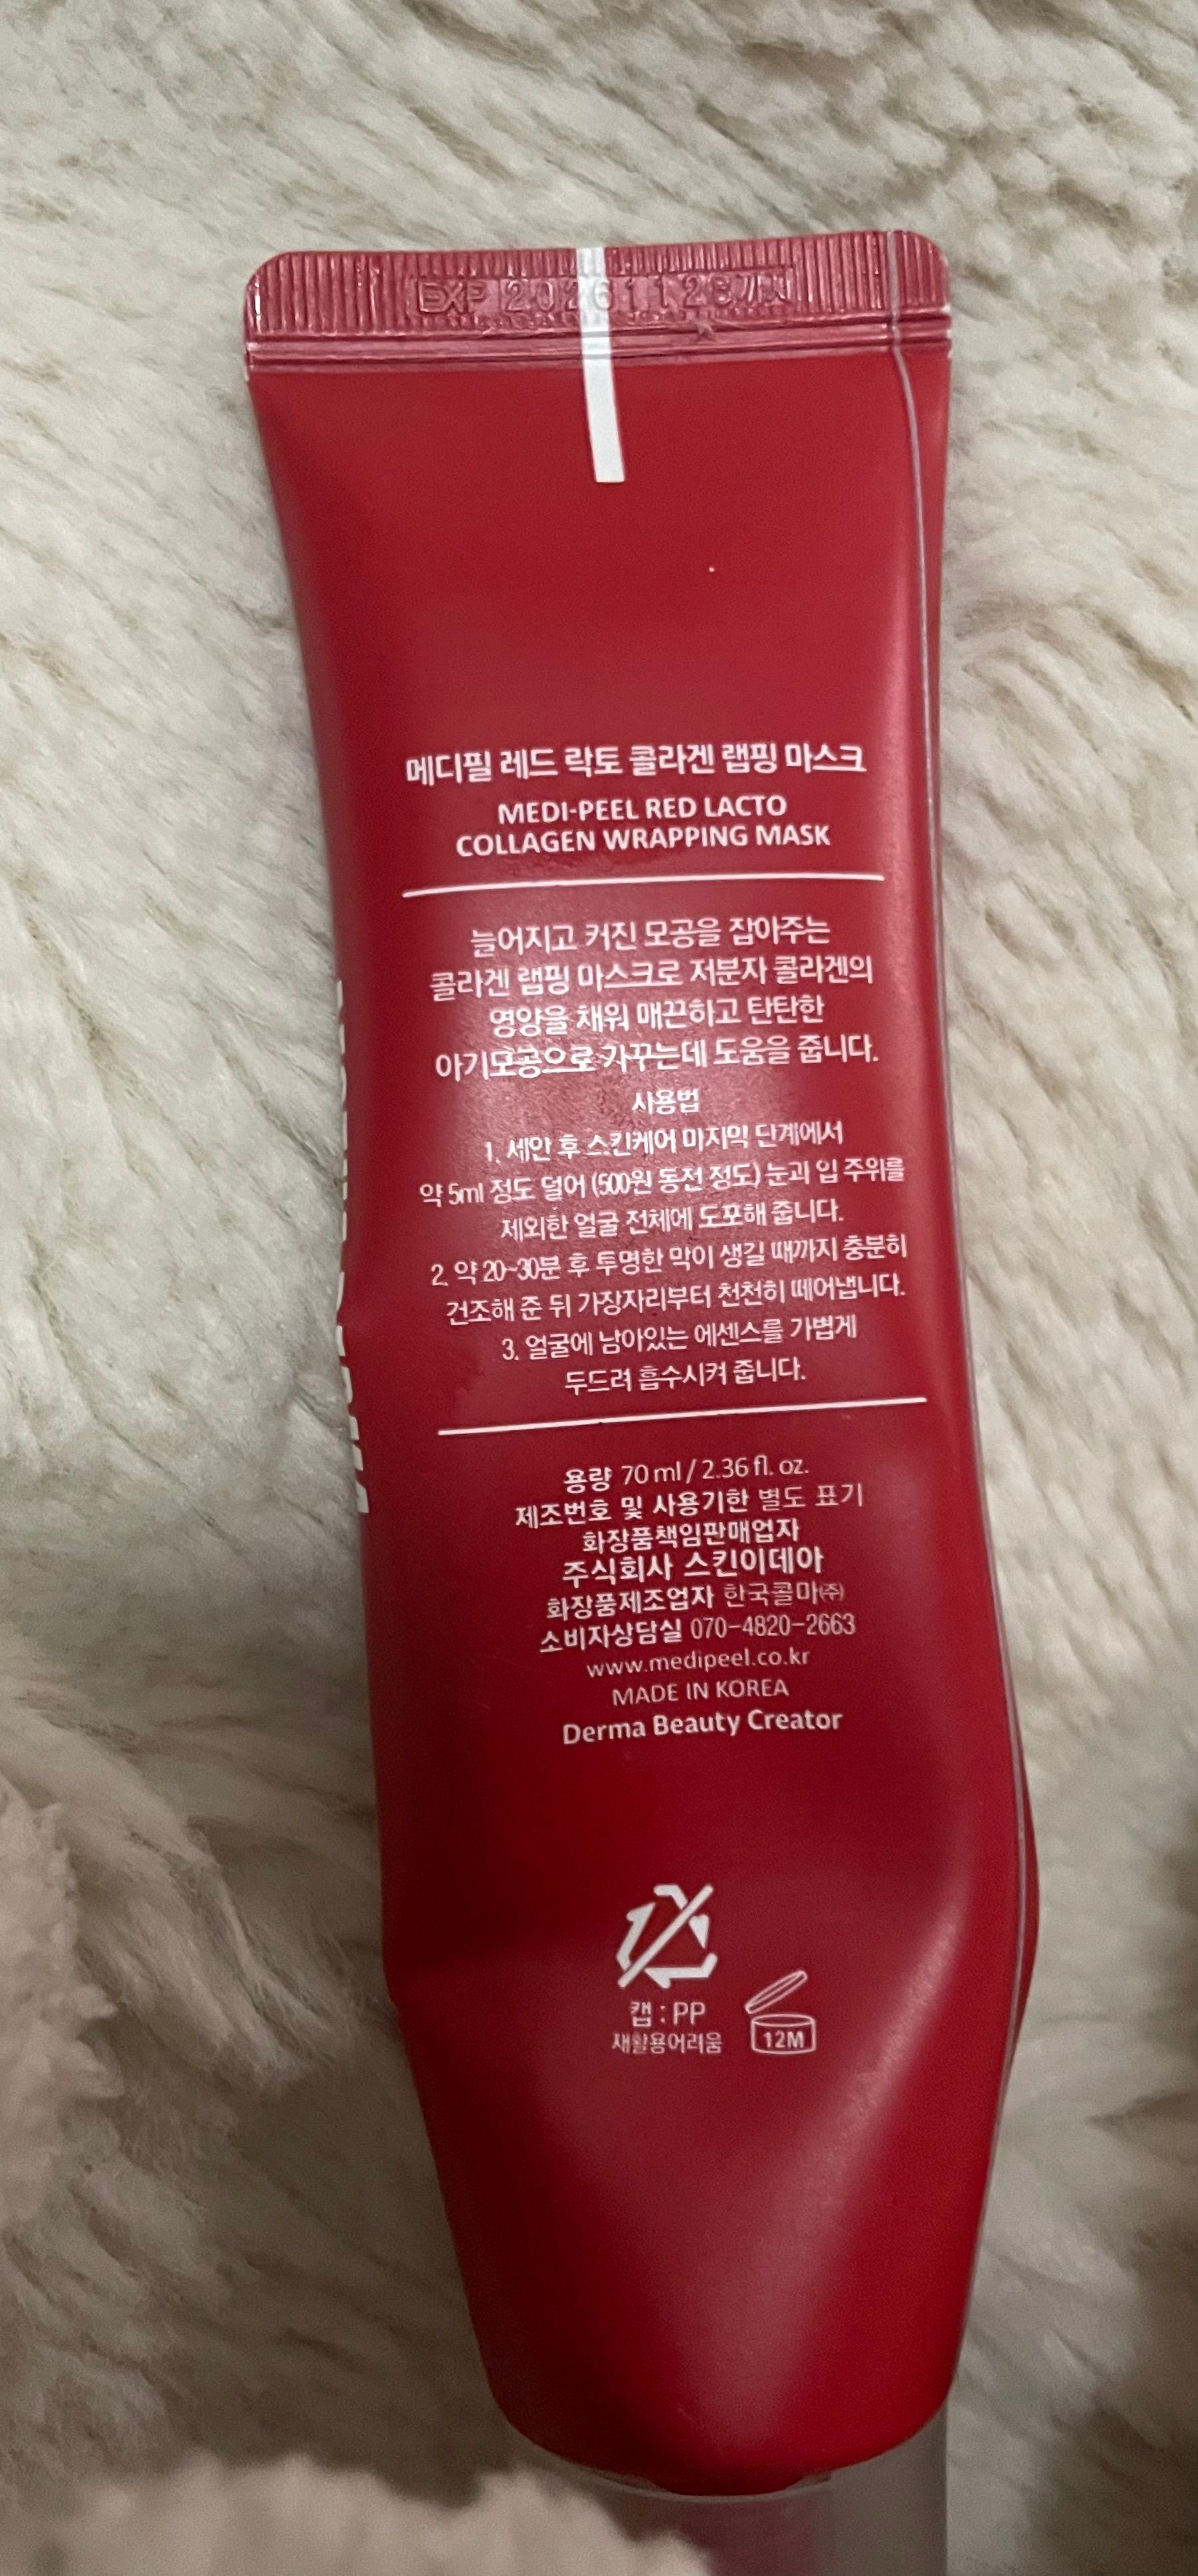 EXP 20261128까지
메디필 레드 락토 콜라겐 랩핑 마스크
MEDI-PEEL RED LACTO
COLLAGEN WRAPPING MASK
늘어지고 커진 모공을 잡아주는
콜라겐 랩핑 마스크로 저분자 콜라겐의
영양을 채워 매끈하고 탄탄한
아기모공으로 가꾸는데 도움을 줍니다.
사용법
1. 세안 후 스킨케어 마지막 단계에서
약 5ml 정도 덜어 (500원 동전 정도) 눈과 입 주위를
제외한 얼굴 전체에 도포해 줍니다.
2. 약 20~30분 후 투명한 막이 생길 때까지 충분히
건조해 준 뒤 가장자리부터 천천히 떼어냅니다.
3. 얼굴에 남아있는 에센스를 가볍게
두드려 흡수시켜 줍니다.
용량 70 ml / 2.36 fl. oz.
제조번호 및 사용기한 별도 표기
화장품책임판매업자
주식회사 스킨이데아
화장품제조업자 한국콜마㈜
소비자상담실 070-4820-2663
www.medipeel.co.kr
MADE IN KOREA
Derma Beauty Creator
캡 : PP
재활용어려움
12M